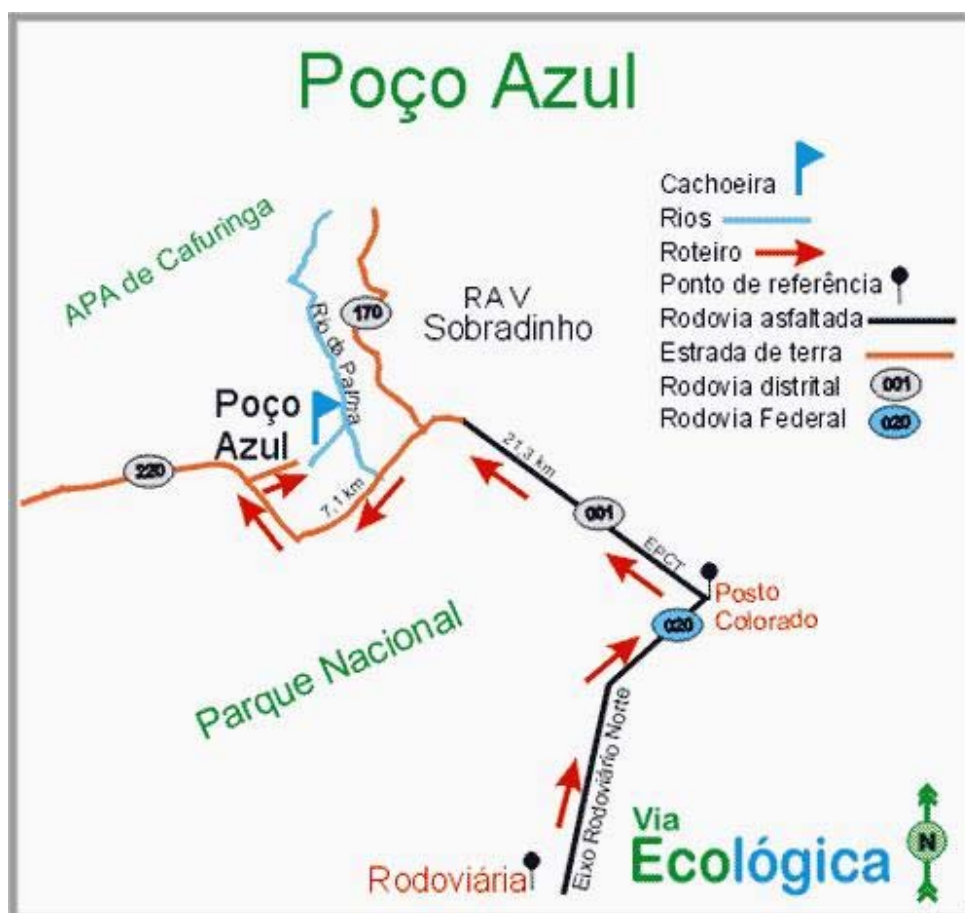 Poço Azul
Cachoeira
Rios
Roteiro
Ponto de referência
Rodovia asfaltada
Estrada de terra
Rodovia distrital 001
Rodovia Federal 020
APA de Cafuringa
RA V
Sobradinho
170
Rio da Palma
Poço
Azul
220
7,1 km
21,3 km
001
EPCT
Posto
Colorado
020
Parque Nacional
Eixo Rodoviário Norte
Rodoviária
Via
Ecológica
N